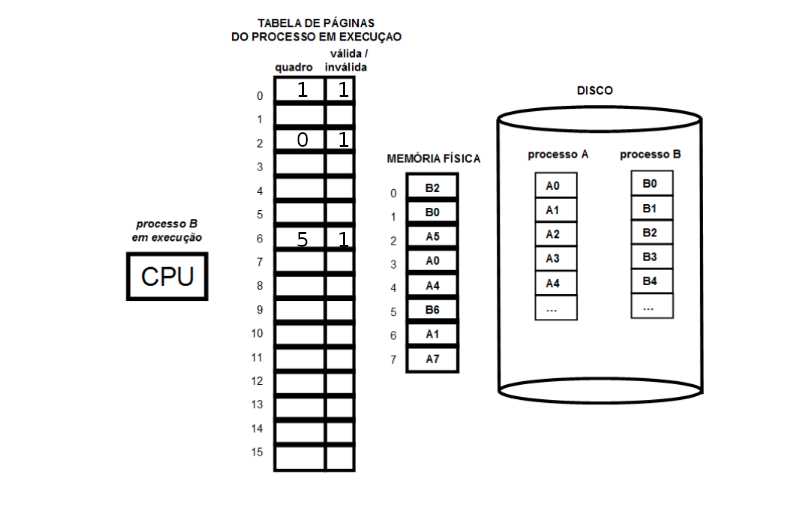 TABELA DE PÁGINAS
DO PROCESSO EM EXECUÇAO
válida /
quadro inválida
0 1 1
1
2 0 1
3
4
5
6 5 1
7
8
9
10
11
12
13
14
15
processo B
em execução
CPU
MEMÓRIA FÍSICA
0 B2
1 B0
2 A5
3 A0
4 A4
5 B6
6 A1
7 A7
DISCO
processo A processo B
A0 B0
A1 B1
A2 B2
A3 B3
A4 B4
... ...